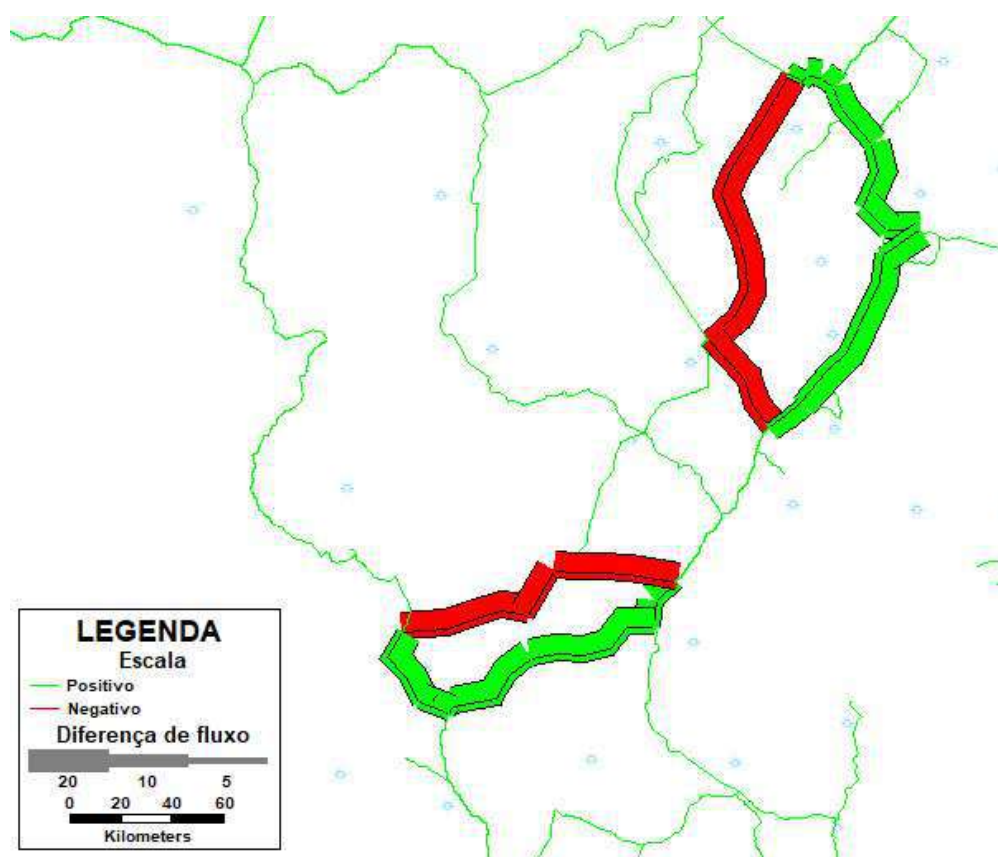 LEGENDA
Escala
Positivo
Negativo
Diferença de fluxo
20 10 5
0 20 40 60
Kilometers